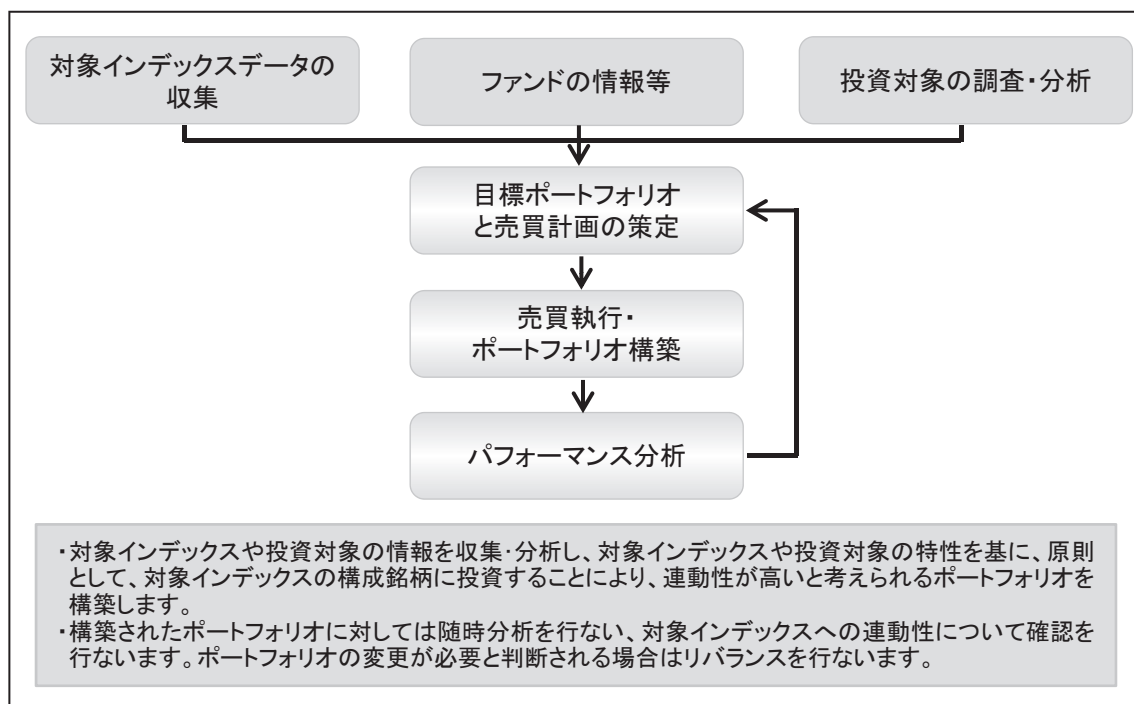 対象インデックスデータの
収集
ファンドの情報等
投資対象の調査・分析
目標ポートフォリオ
と売買計画の策定
売買執行・
ポートフォリオ構築
パフォーマンス分析
・対象インデックスや投資対象の情報を収集・分析し、対象インデックスや投資対象の特性を基に、原則
として、対象インデックスの構成銘柄に投資することにより、連動性が高いと考えられるポートフォリオを
構築します。
・構築されたポートフォリオに対しては随時分析を行ない、対象インデックスへの連動性について確認を
行ないます。ポートフォリオの変更が必要と判断される場合はリバランスを行ないます。